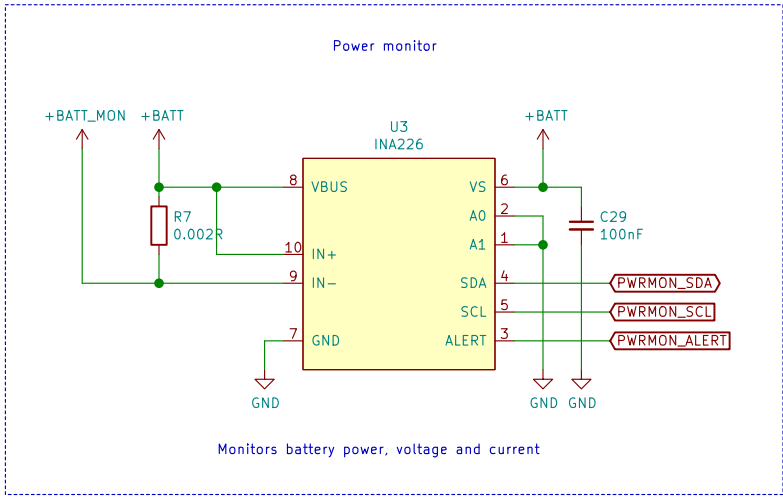 Power monitor
+BATT_MON
+BATT
U3
INA226
+BATT
8
VBUS
VS
6
R7
0.002R
A0
2
C29
100nF
A1
1
10
IN+
9
IN-
SDA
4
PWRMON_SDA
SCL
5
PWRMON_SCL
7
GND
ALERT
3
PWRMON_ALERT
GND
GND
GND
Monitors battery power, voltage and current